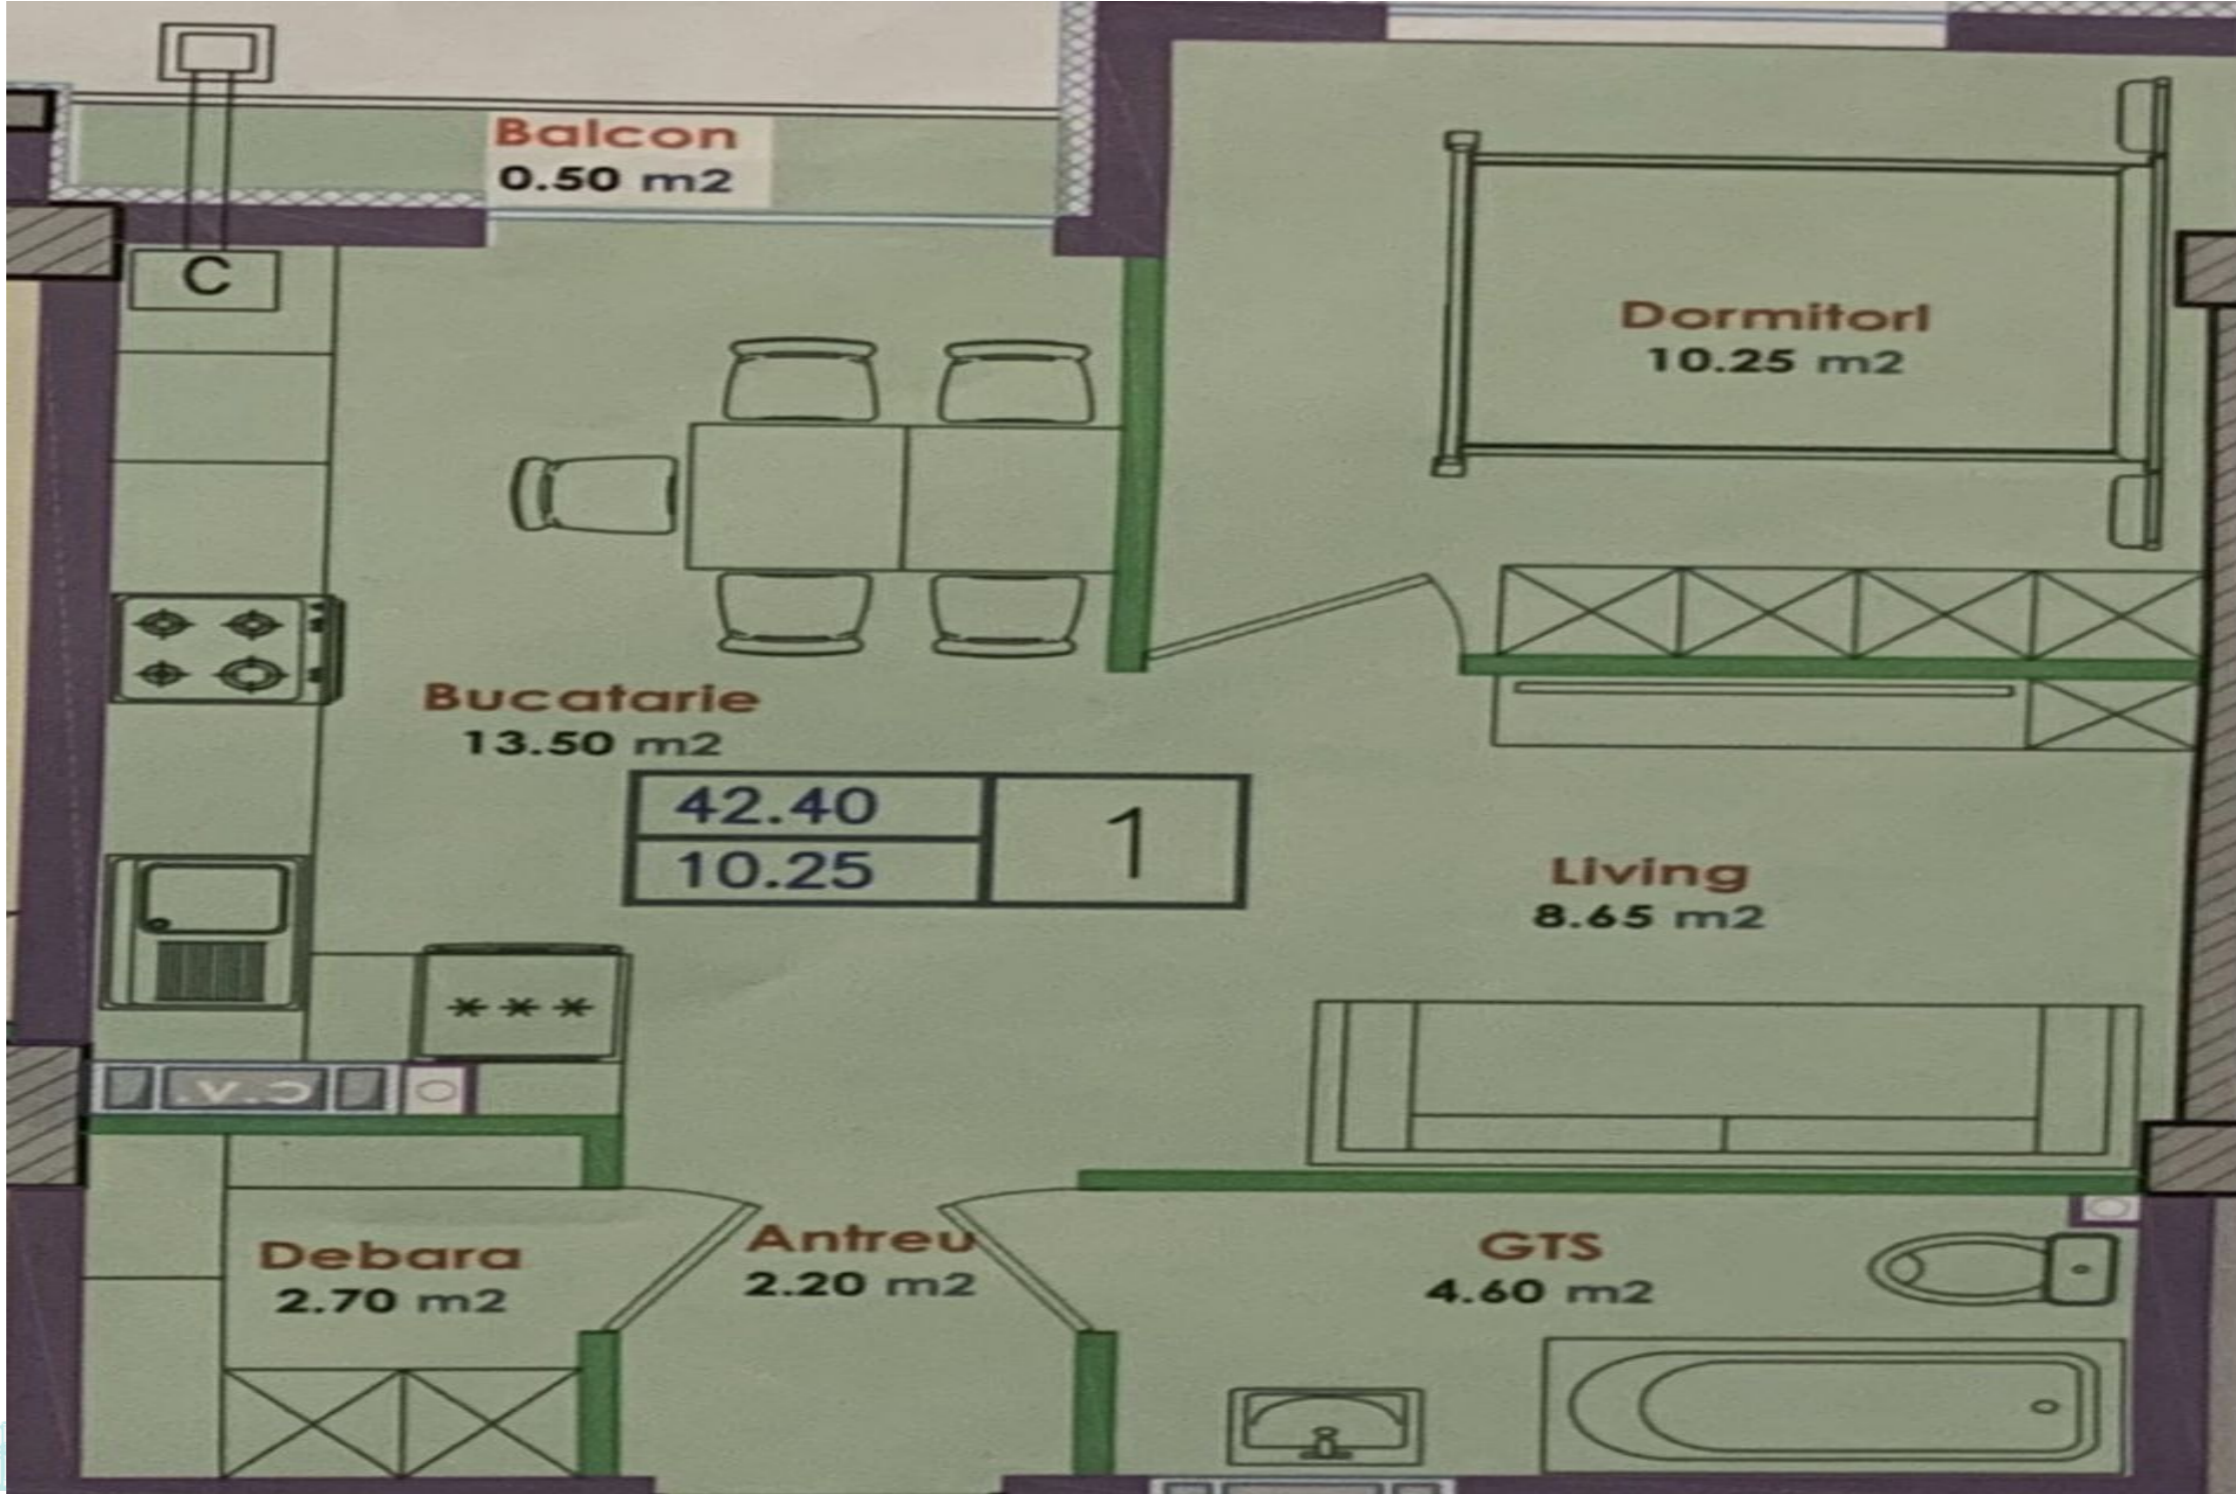 Balcon
0.50 m2
C
Dormitor1
10.25 m2
Bucatarie
13.50 m2
42.40
10.25
1
Living
8.65 m2
***
C.V.
Debara
2.70 m2
Antreu
2.20 m2
GTS
4.60 m2